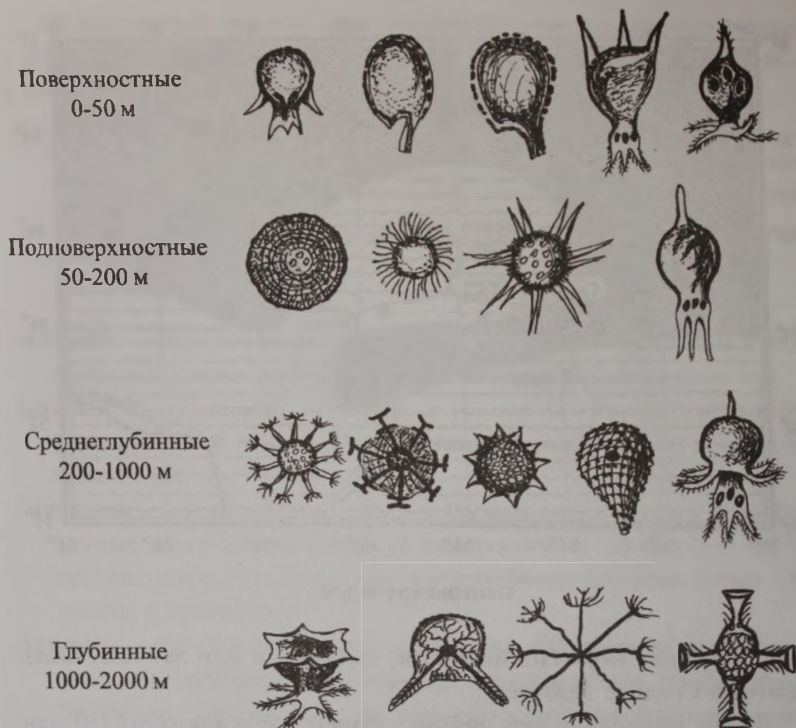 Поверхностные
0-50 м
Подповерхностные
50-200 м
Среднеглубинные
200-1000 м
Глубинные
1000-2000 м